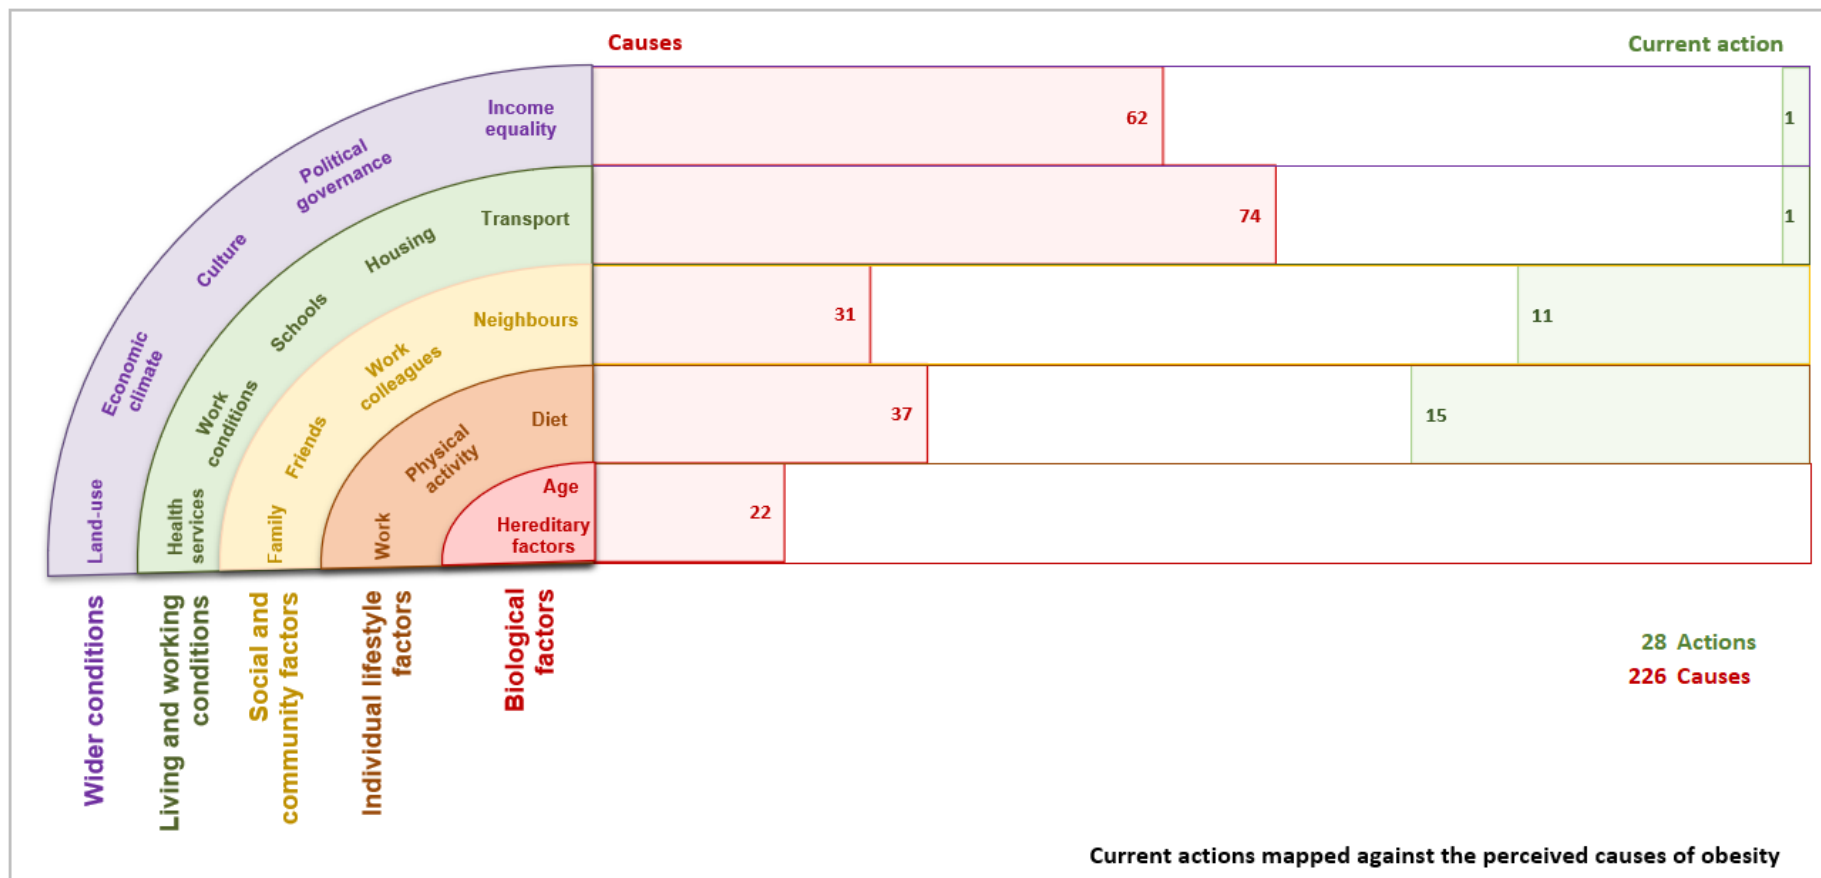 Causes
Current action
Income
equality
Political
governance
Culture
Economic
climate
Land-use
62
1
Transport
Housing
Schools
Work
conditions
Health
services
74
1
Neighbours
Work
colleagues
Friends
Family
31
11
Diet
Physical
activity
Work
37
15
Age
Hereditary
factors
22
Wider conditions
Living and working
conditions
Social and
community factors
Individual lifestyle
factors
Biological
factors
28 Actions
226 Causes
Current actions mapped against the perceived causes of obesity